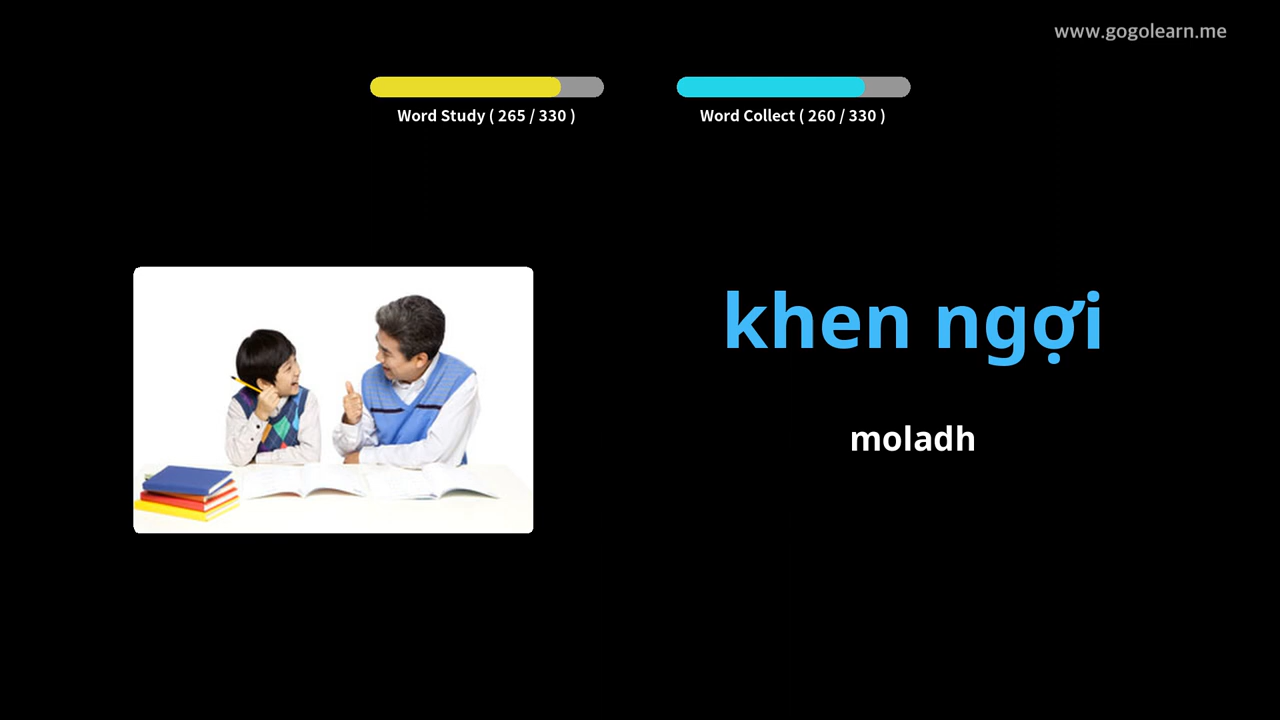 www.gogolearn.me
Word Study ( 265 / 330 )
Word Collect ( 260 / 330 )
khen ngợi
moladh